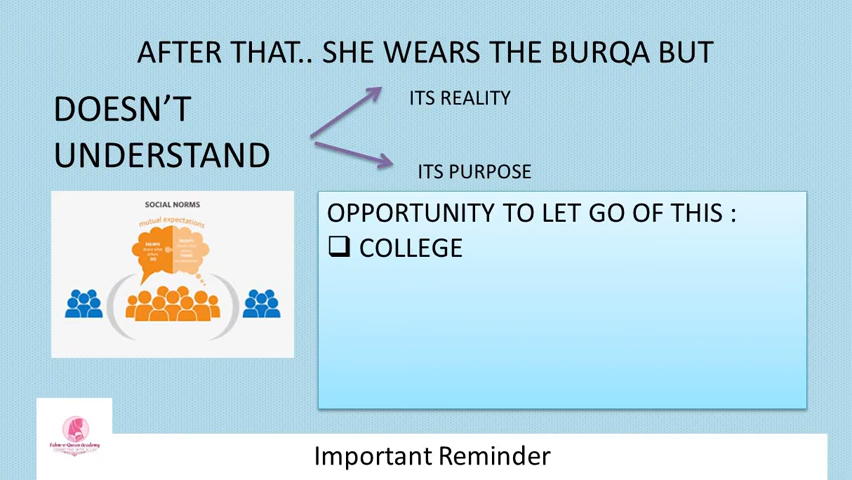 AFTER THAT.. SHE WEARS THE BURQA BUT
DOESN’T
UNDERSTAND
ITS REALITY
ITS PURPOSE
SOCIAL NORMS
mutual expectations
OPPORTUNITY TO LET GO OF THIS :
❑ COLLEGE
Important Reminder